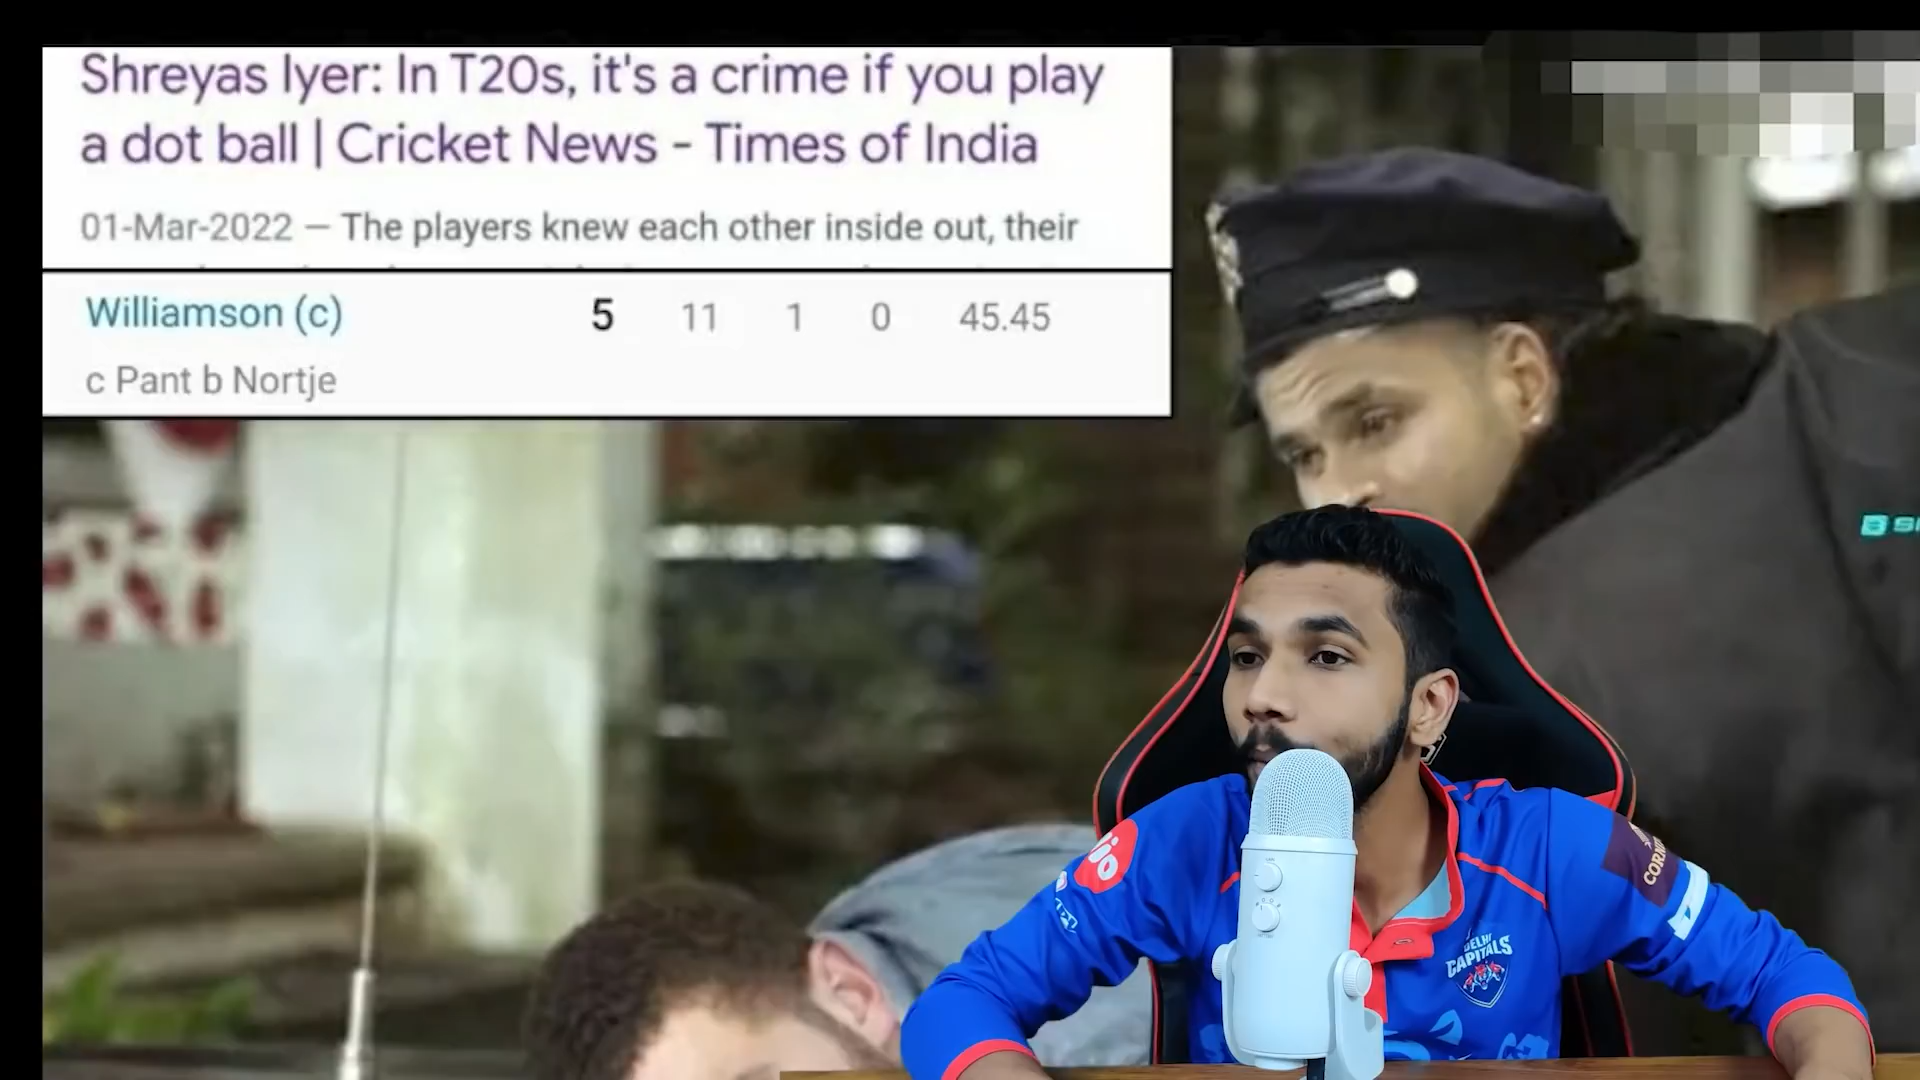 Shreyas Iyer: In T20s, it's a crime if you play
a dot ball | Cricket News - Times of India
01-Mar-2022 — The players knew each other inside out, their
Williamson (c) 5 11 1 0 45.45
c Pant b Nortje
Jio
DELHI
CAPITALS